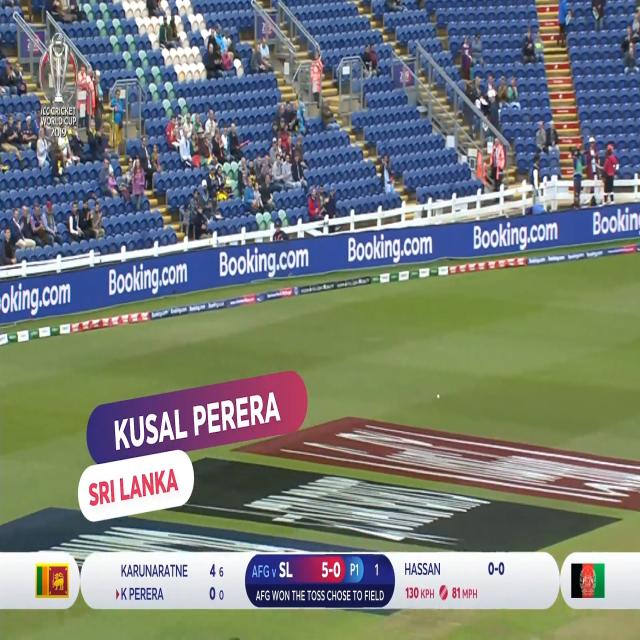 ICC CRICKET
WORLD CUP
2019
Booking.com
Booking.com
Booking.com
Booking.com
Booking.com
KUSAL PERERA
SRI LANKA
KARUNARATNE 4 6
K PERERA 0 0
AFG v SL 5-0 P1 1
AFG WON THE TOSS CHOSE TO FIELD
HASSAN 0-0
130 KPH 81 MPH